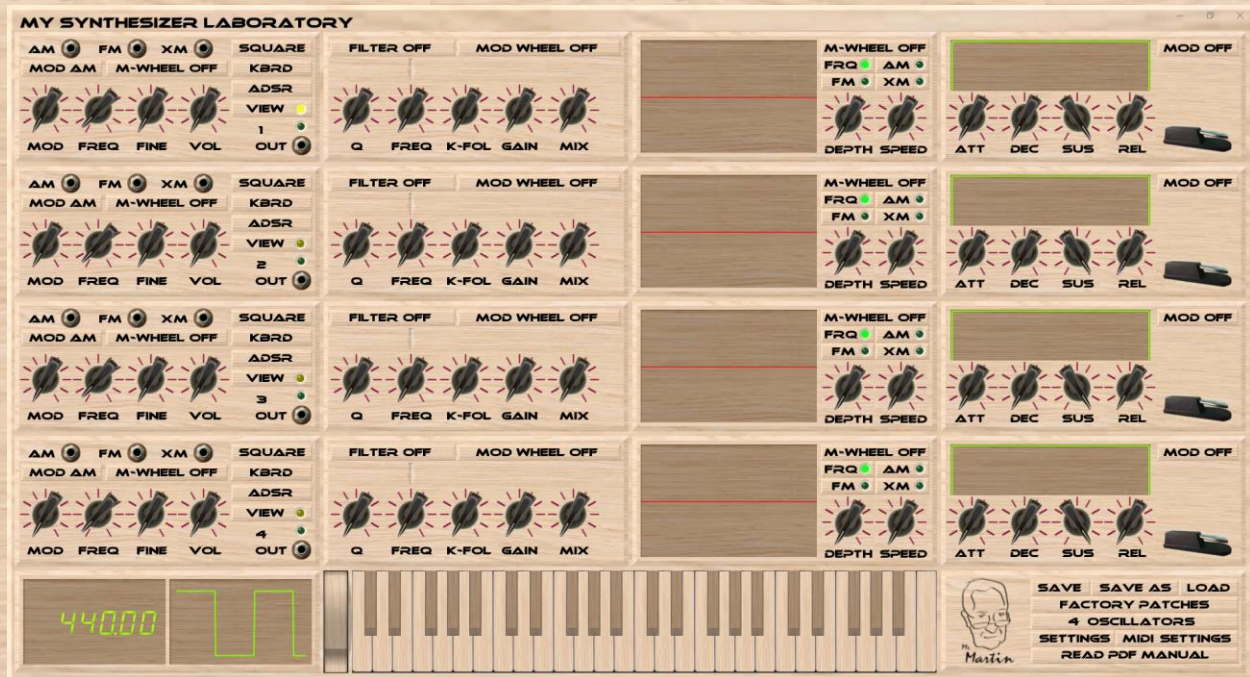 MY SYNTHESIZER LABORATORY
AM FM XM SQUARE
MOD AM M-WHEEL OFF KBRD
ADSR
VIEW
1
MOD FREQ FINE VOL OUT
FILTER OFF MOD WHEEL OFF
Q FREQ K-FOL GAIN MIX
M-WHEEL OFF
FRQ AM
FM XM
DEPTH SPEED
MOD OFF
ATT DEC SUS REL
AM FM XM SQUARE
MOD AM M-WHEEL OFF KBRD
ADSR
VIEW
2
MOD FREQ FINE VOL OUT
FILTER OFF MOD WHEEL OFF
Q FREQ K-FOL GAIN MIX
M-WHEEL OFF
FRQ AM
FM XM
DEPTH SPEED
MOD OFF
ATT DEC SUS REL
AM FM XM SQUARE
MOD AM M-WHEEL OFF KBRD
ADSR
VIEW
3
MOD FREQ FINE VOL OUT
FILTER OFF MOD WHEEL OFF
Q FREQ K-FOL GAIN MIX
M-WHEEL OFF
FRQ AM
FM XM
DEPTH SPEED
MOD OFF
ATT DEC SUS REL
AM FM XM SQUARE
MOD AM M-WHEEL OFF KBRD
ADSR
VIEW
4
MOD FREQ FINE VOL OUT
FILTER OFF MOD WHEEL OFF
Q FREQ K-FOL GAIN MIX
M-WHEEL OFF
FRQ AM
FM XM
DEPTH SPEED
MOD OFF
ATT DEC SUS REL
440.00
Martin
SAVE SAVE AS LOAD
FACTORY PATCHES
4 OSCILLATORS
SETTINGS MIDI SETTINGS
READ PDF MANUAL